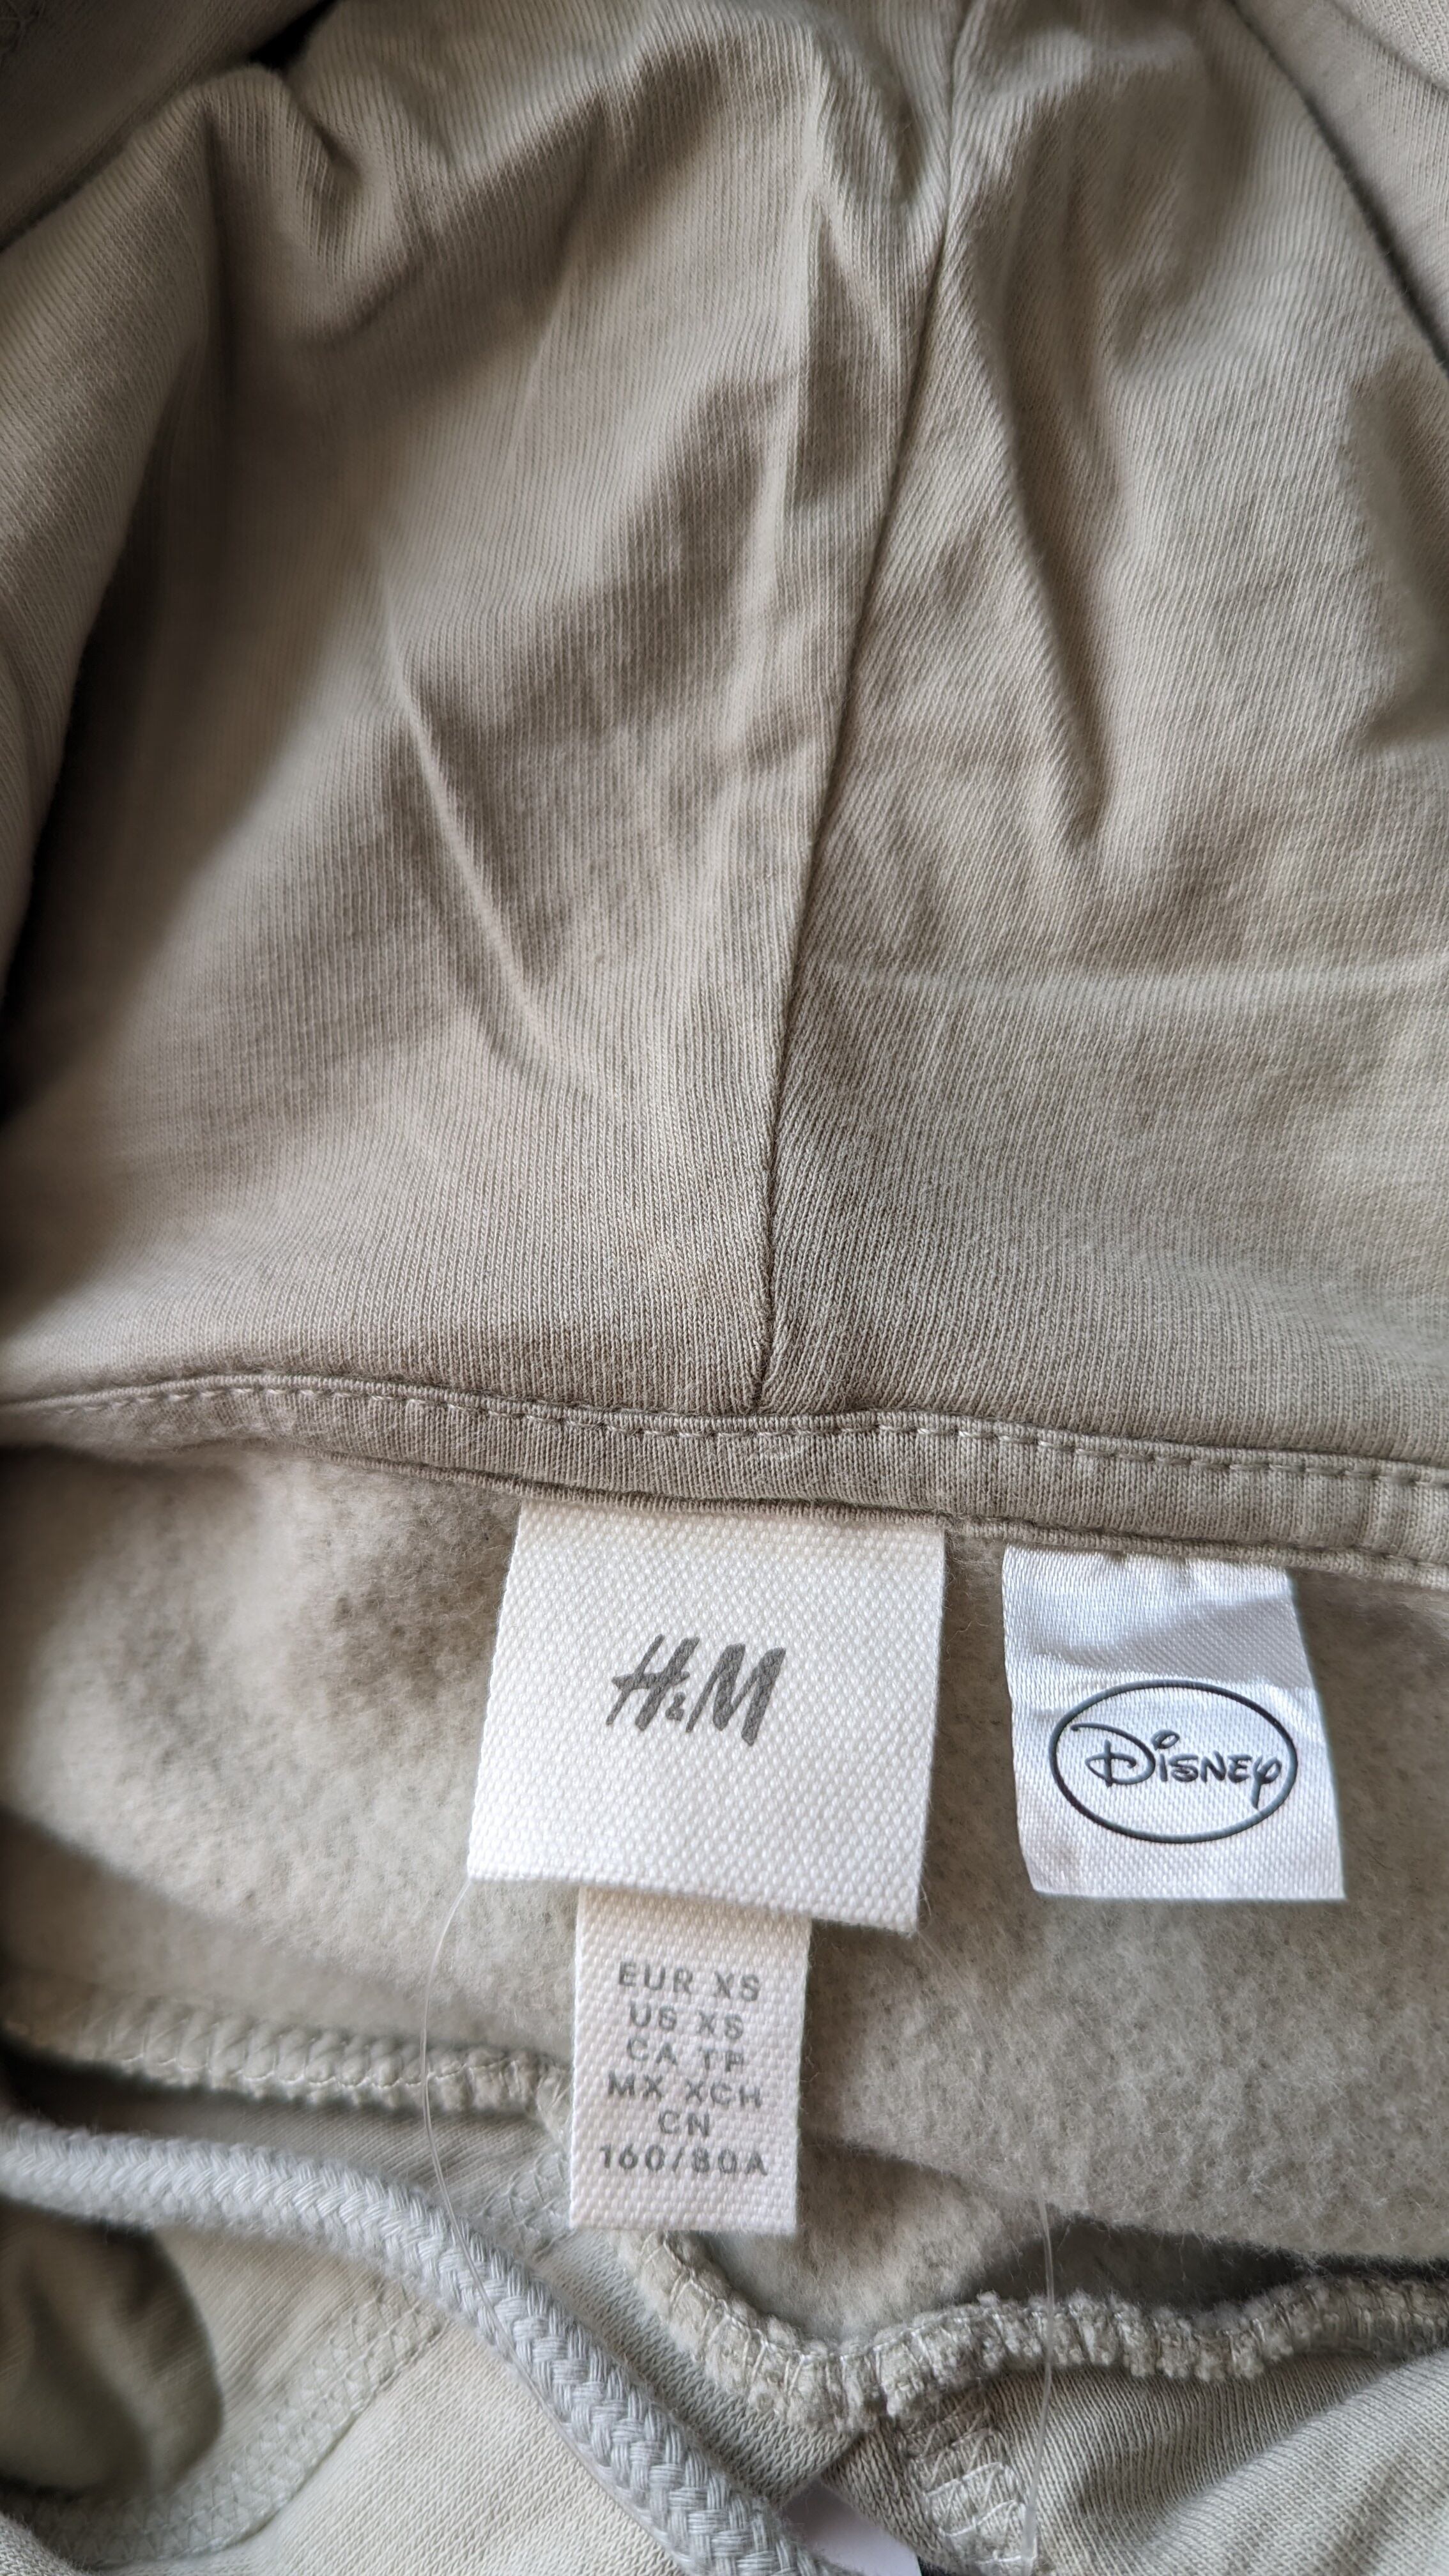 H&M
Disney
EUR XS
US XS
CA TP
MX XCH
CN
160/80A